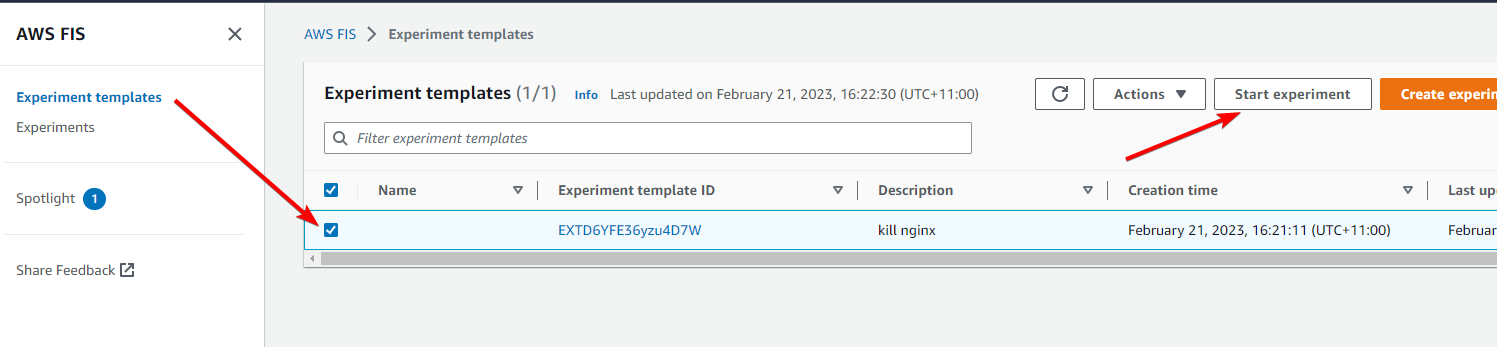 AWS FIS
Experiment templates
Experiments
Spotlight 1
Share Feedback
AWS FIS > Experiment templates
Experiment templates (1/1) Info Last updated on February 21, 2023, 16:22:30 (UTC+11:00) Actions Start experiment Create experim
Filter experiment templates
Name Experiment template ID Description Creation time Last up
EXTD6YFE36yzu4D7W kill nginx February 21, 2023, 16:21:11 (UTC+11:00) Februar